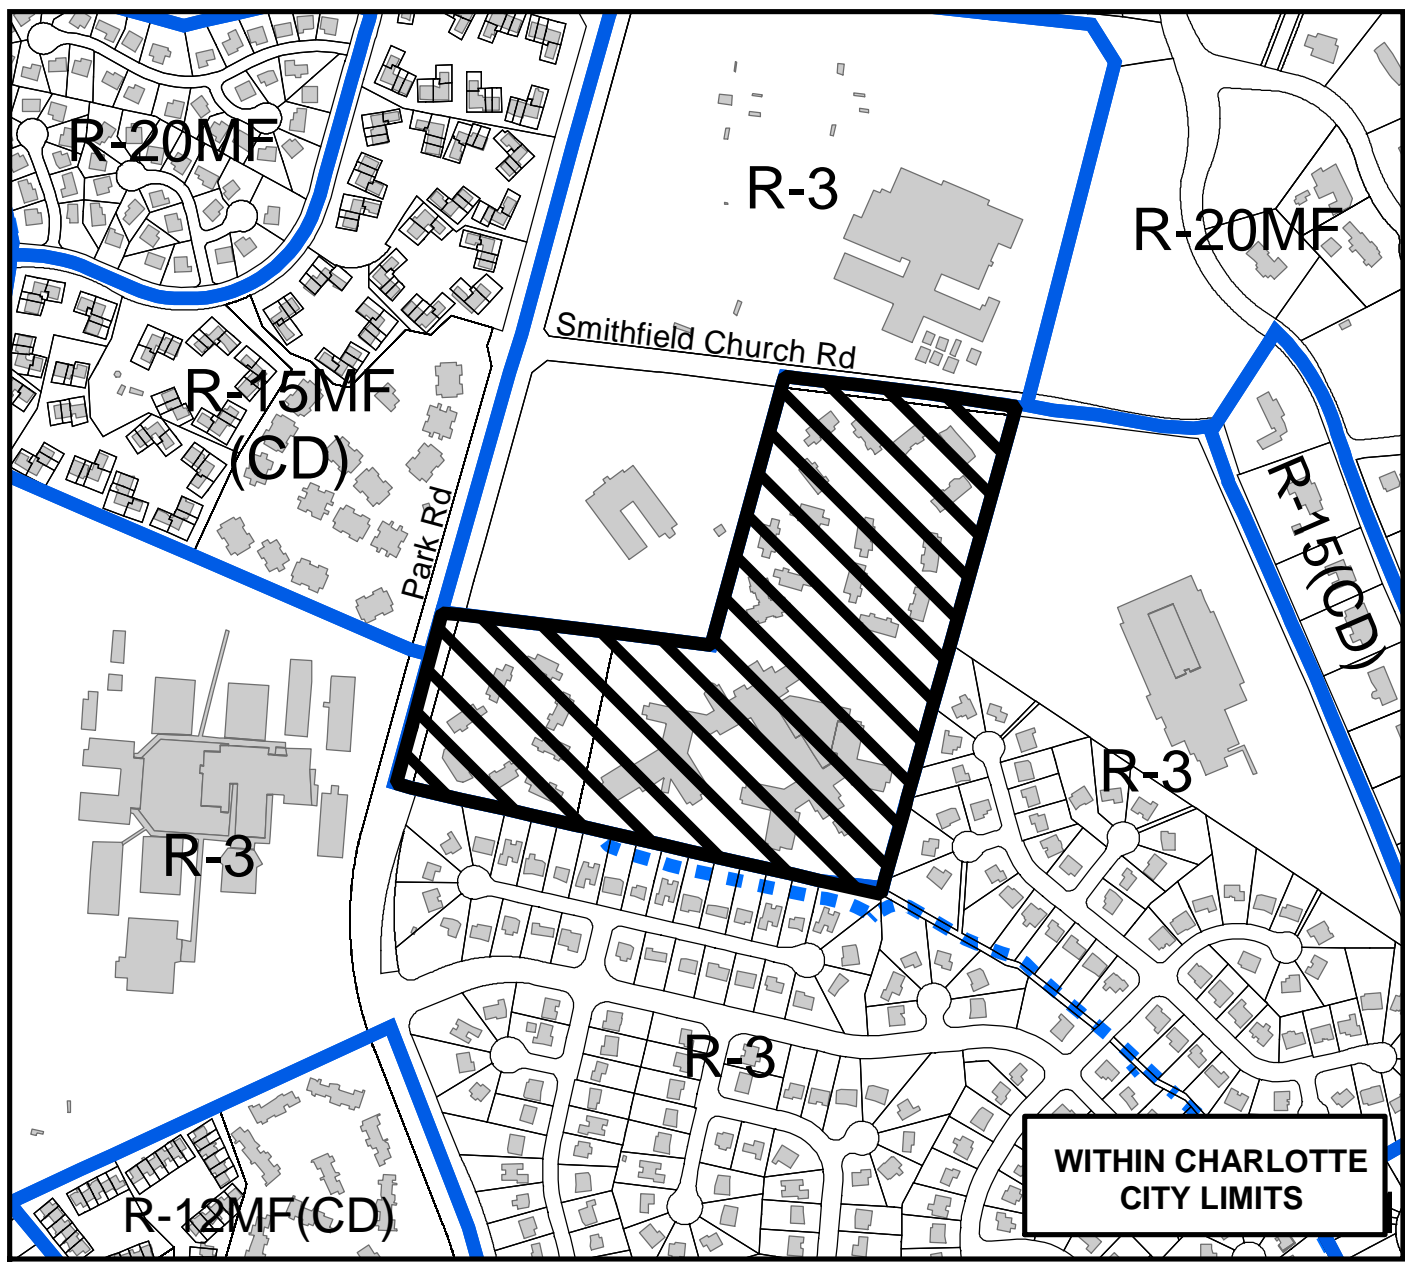 R-20MF
R-3
R-20MF
Smithfield Church Rd
R-15MF
(CD)
Park Rd
R-15(CD)
R-3
R-3
R-3
WITHIN CHARLOTTE
CITY LIMITS
R-12MF(CD)